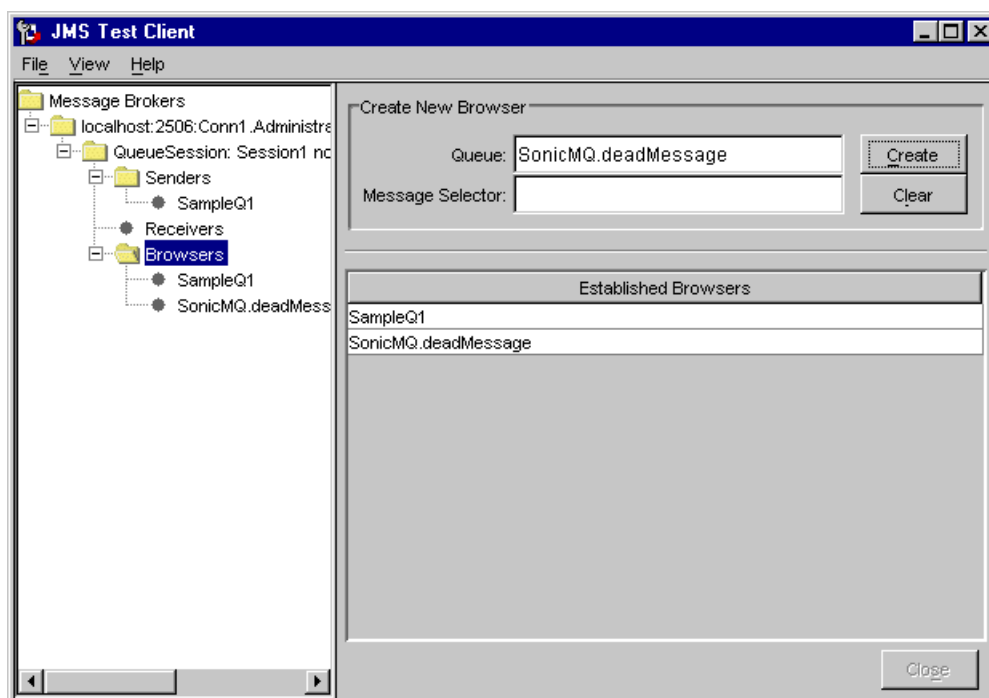 JMS Test Client
File View Help
Message Brokers
localhost:2506:Conn1.Administra
QueueSession: Session1 nc
Senders
SampleQ1
Receivers
Browsers
SampleQ1
SonicMQ.deadMess
Create New Browser
Queue: SonicMQ.deadMessage Create
Message Selector: Clear
Established Browsers
SampleQ1
SonicMQ.deadMessage
Close